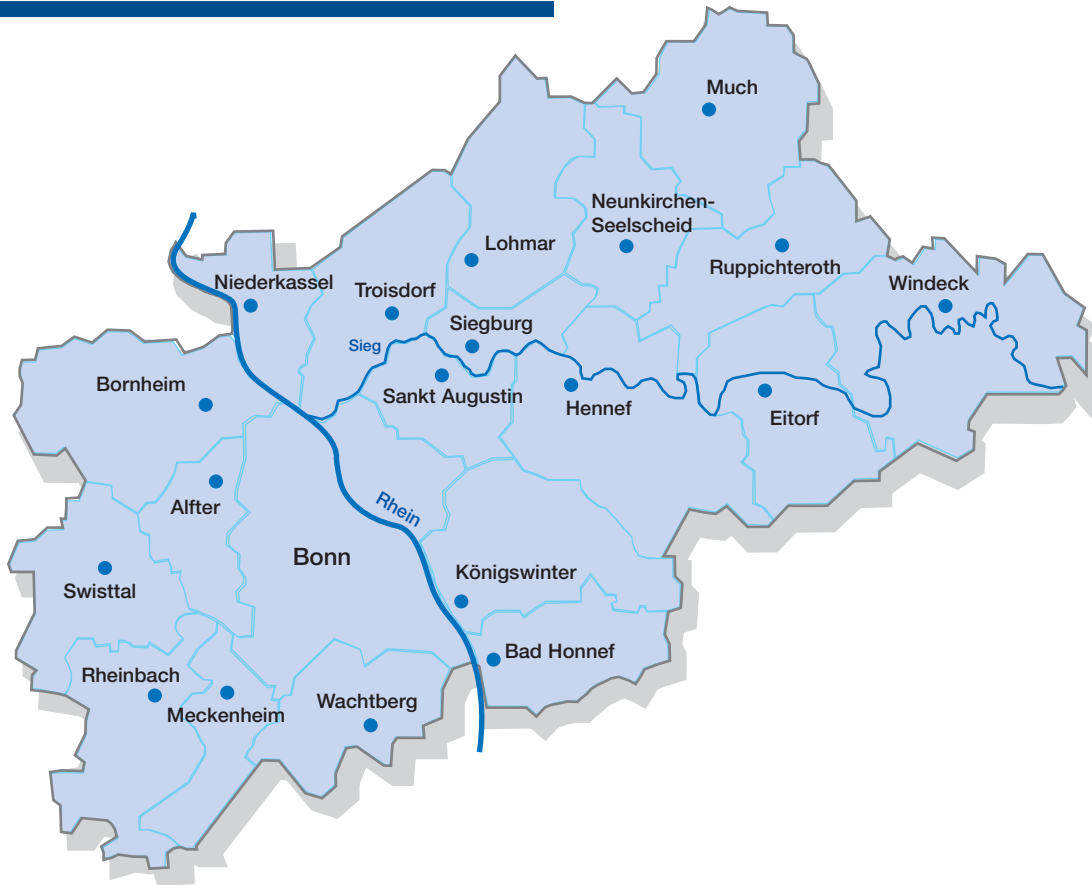 Much
Neunkirchen-
Seelscheid
Lohmar
Ruppichteroth
Windeck
Niederkassel
Troisdorf
Siegburg
Sieg
Bornheim
Sankt Augustin
Hennef
Eitorf
Alfter
Rhein
Bonn
Königswinter
Swisttal
Bad Honnef
Rheinbach
Wachtberg
Meckenheim